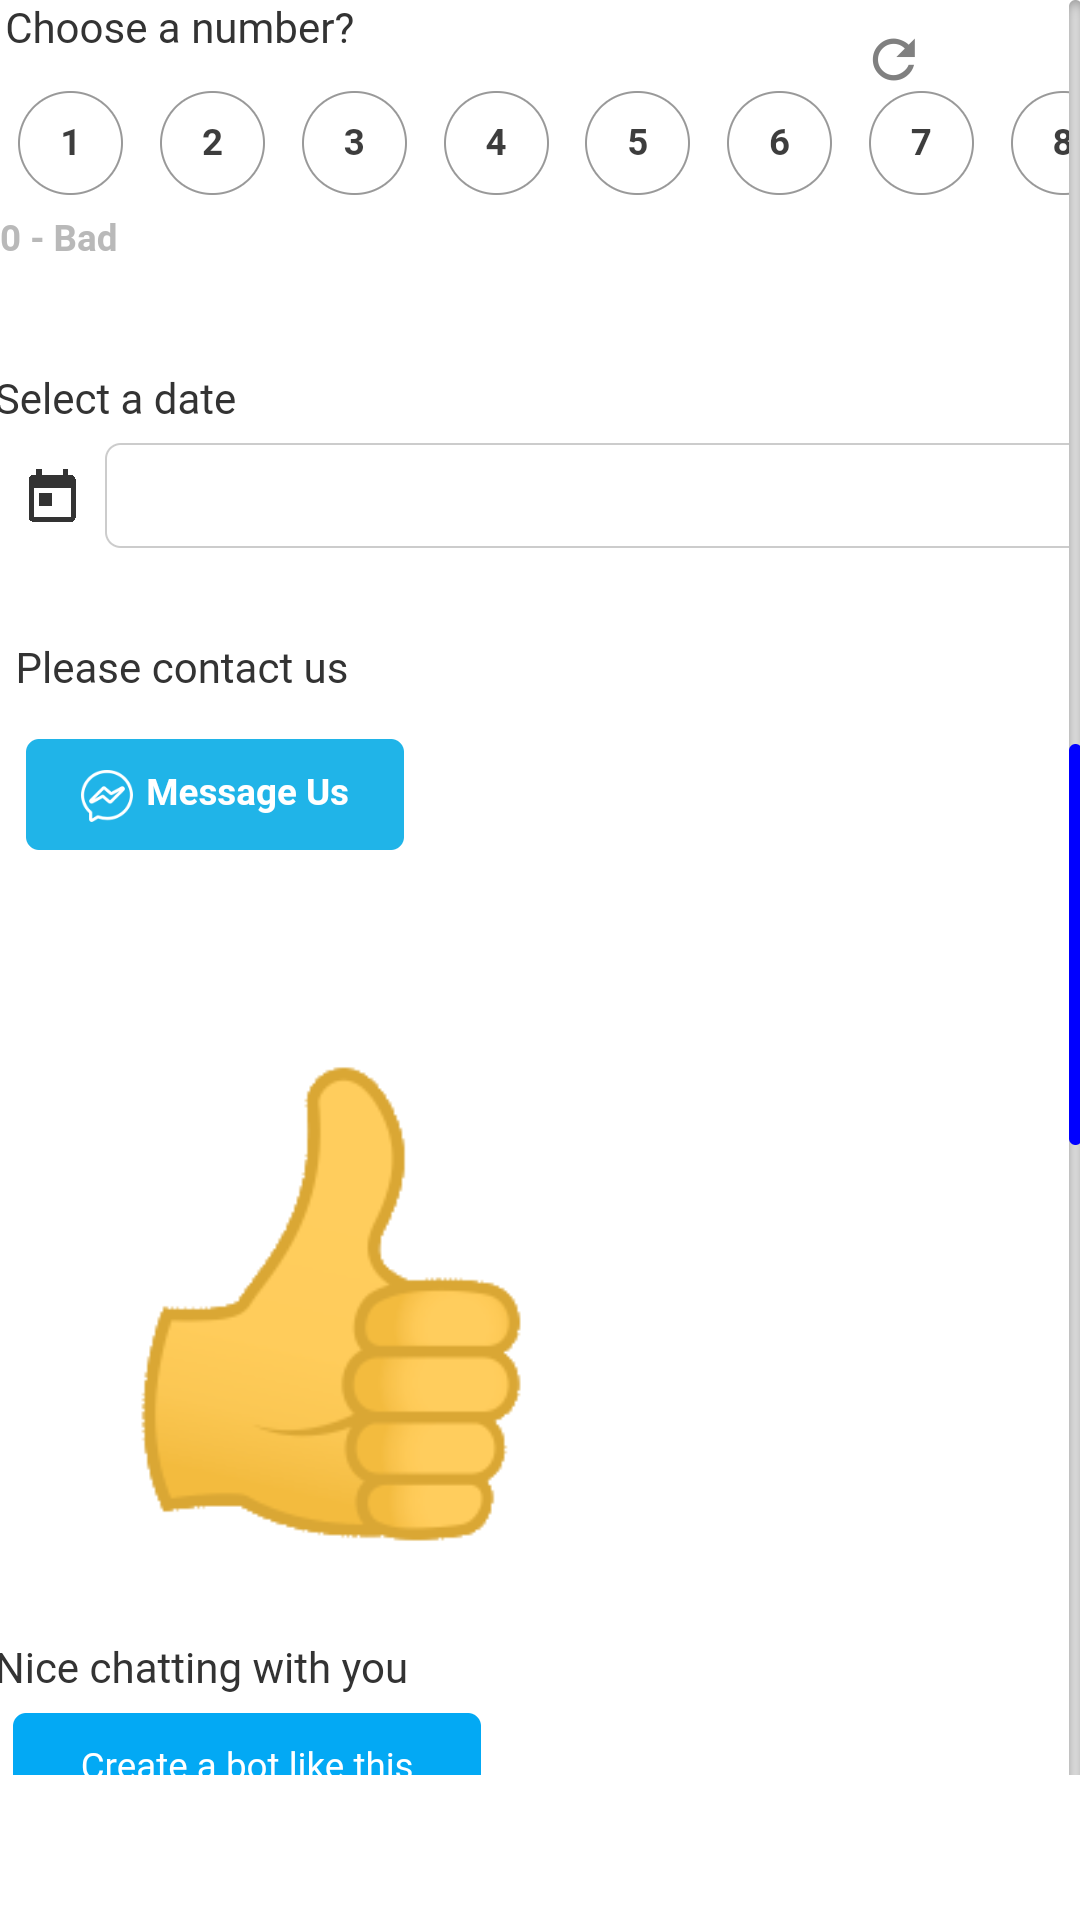 Choose a number?
1 2 3 4 5 6 7 8
0 - Bad
Select a date
Please contact us
Message Us
Nice chatting with you
Create a bot like this